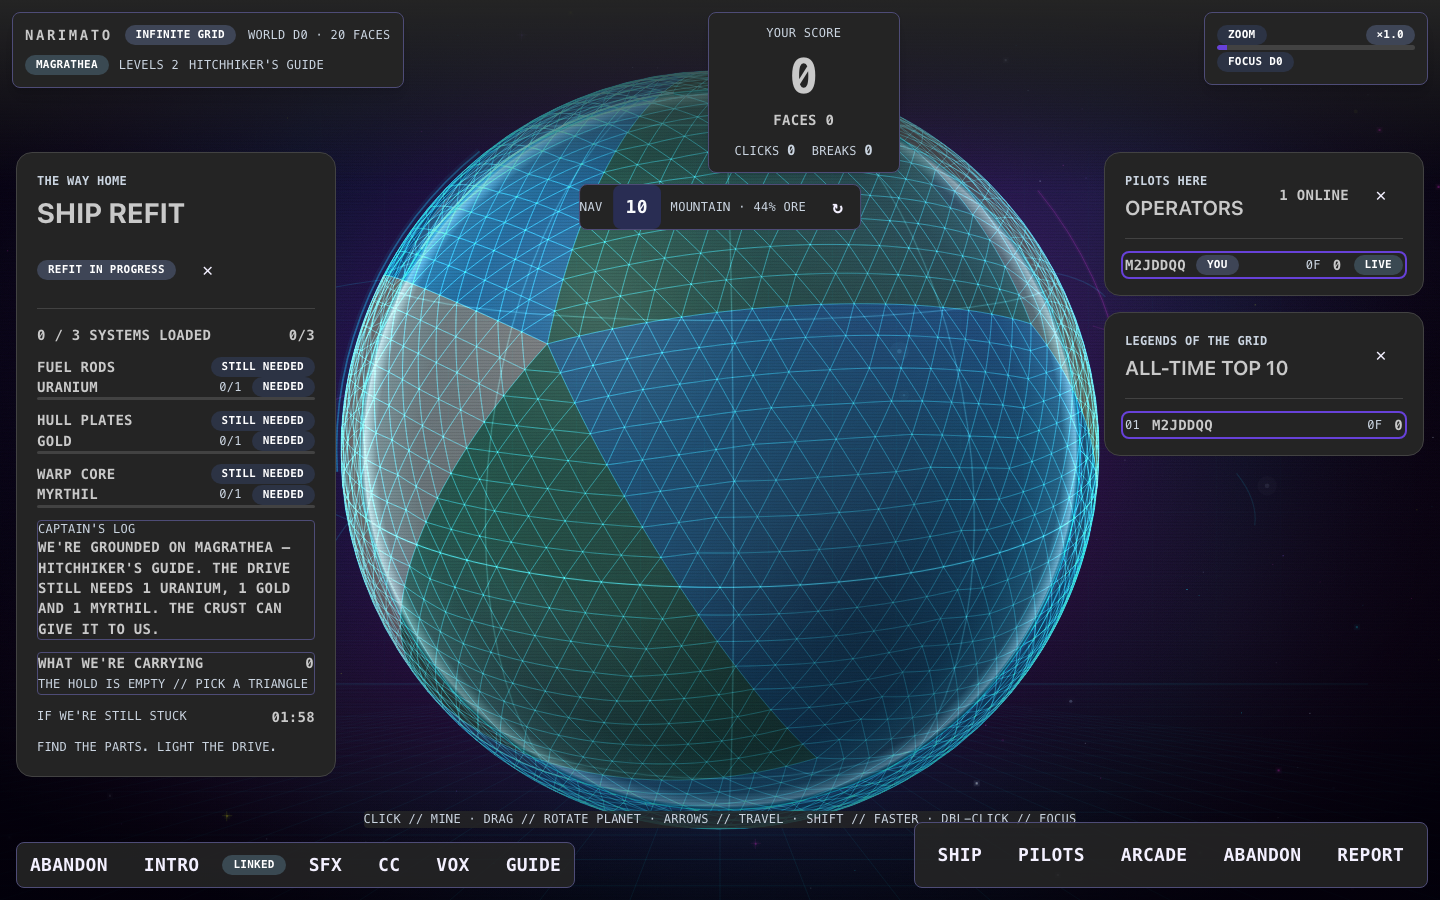 NARIMATO INFINITE GRID WORLD D0 · 20 FACES
MAGRATHEA LEVELS 2 HITCHHIKER'S GUIDE
YOUR SCORE
0
FACES 0
CLICKS 0 BREAKS 0
ZOOM ×1.0
FOCUS D0
NAV 10 MOUNTAIN · 44% ORE ↻
THE WAY HOME
SHIP REFIT
REFIT IN PROGRESS ×
0 / 3 SYSTEMS LOADED 0/3
FUEL RODS STILL NEEDED
URANIUM 0/1 NEEDED
HULL PLATES STILL NEEDED
GOLD 0/1 NEEDED
WARP CORE STILL NEEDED
MYRTHIL 0/1 NEEDED
CAPTAIN'S LOG
WE'RE GROUNDED ON MAGRATHEA —
HITCHHIKER'S GUIDE. THE DRIVE
STILL NEEDS 1 URANIUM, 1 GOLD
AND 1 MYRTHIL. THE CRUST CAN
GIVE IT TO US.
WHAT WE'RE CARRYING 0
THE HOLD IS EMPTY // PICK A TRIANGLE
IF WE'RE STILL STUCK 01:58
FIND THE PARTS. LIGHT THE DRIVE.
PILOTS HERE
OPERATORS 1 ONLINE ×
M2JDDQQ YOU 0F 0 LIVE
LEGENDS OF THE GRID
ALL-TIME TOP 10 ×
01 M2JDDQQ 0F 0
CLICK // MINE · DRAG // ROTATE PLANET · ARROWS // TRAVEL · SHIFT // FASTER · DBL-CLICK // FOCUS
ABANDON INTRO LINKED SFX CC VOX GUIDE
SHIP PILOTS ARCADE ABANDON REPORT